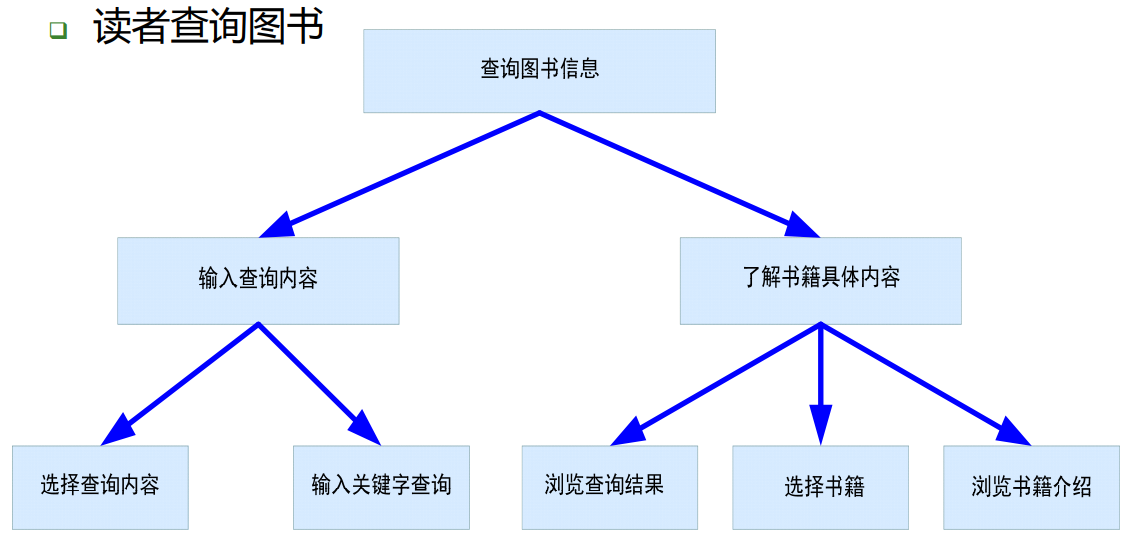 读者查询图书
查询图书信息
输入查询内容
了解书籍具体内容
选择查询内容
输入关键字查询
浏览查询结果
选择书籍
浏览书籍介绍